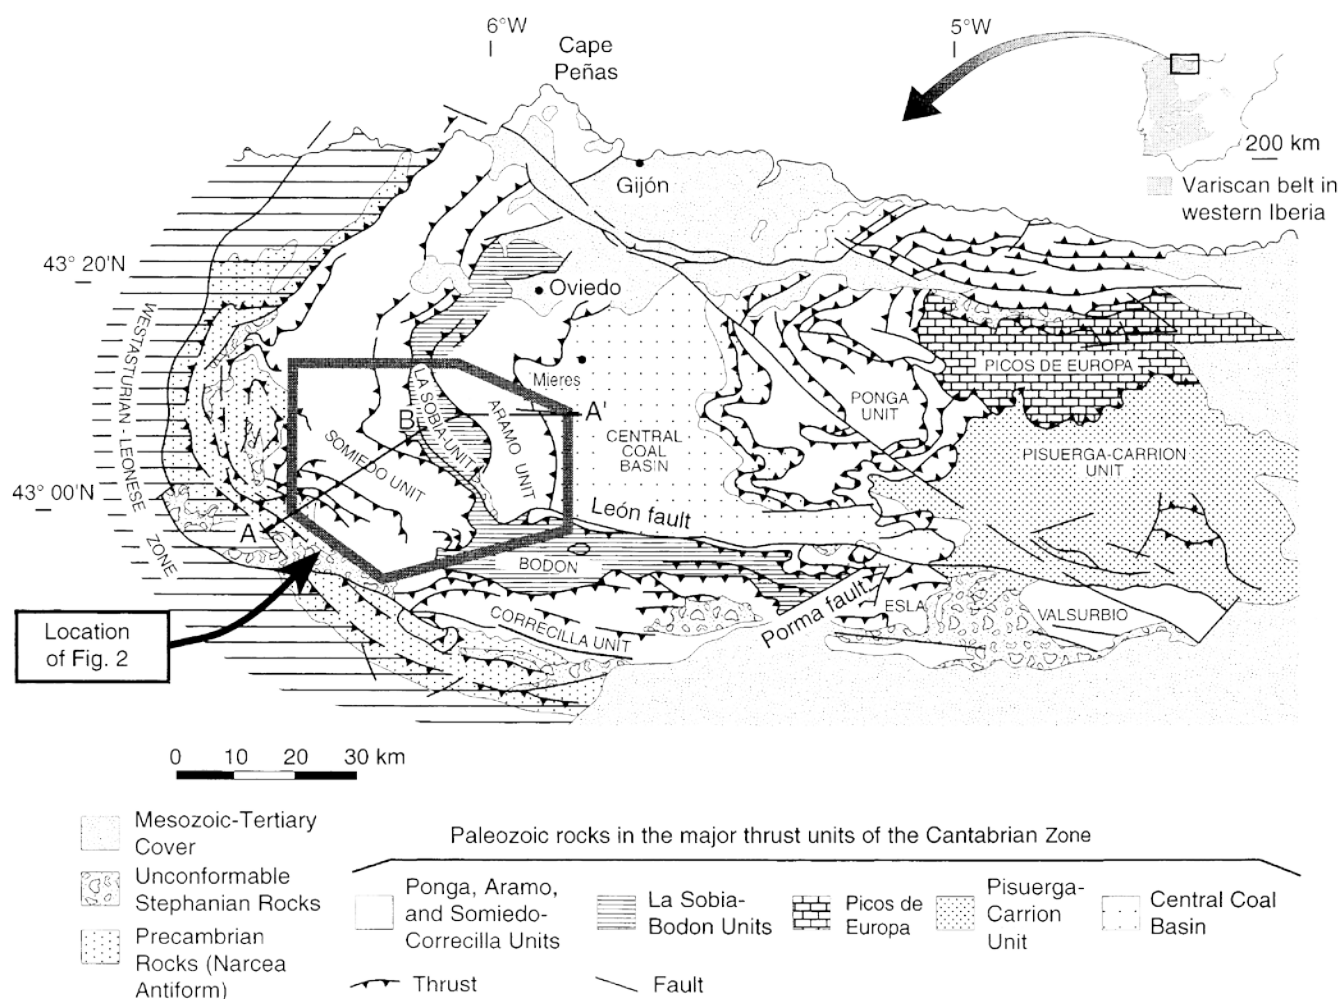 6°W
5°W
Cape
Peñas
200 km
Variscan belt in
western Iberia
Gijón
43° 20'N
Oviedo
WESTASTURIAN-LEONESE
ZONE
PICOS DE EUROPA
Mieres
LA SOBIA-UNIT
ARAMO UNIT
A'
B
PONGA
UNIT
CENTRAL
COAL
BASIN
SOMIEDO UNIT
PISUERGA-CARRION
UNIT
43° 00'N
León fault
A
BODON
Porma fault
ESLA
VALSURBIO
CORRECILLA UNIT
Location
of Fig. 2
0 10 20 30 km
Mesozoic-Tertiary
Cover
Unconformable
Stephanian Rocks
Precambrian
Rocks (Narcea
Antiform)
Paleozoic rocks in the major thrust units of the Cantabrian Zone
Ponga, Aramo,
and Somiedo-
Correcilla Units
La Sobia-
Bodon Units
Picos de
Europa
Pisuerga-
Carrion
Unit
Central Coal
Basin
Thrust
Fault